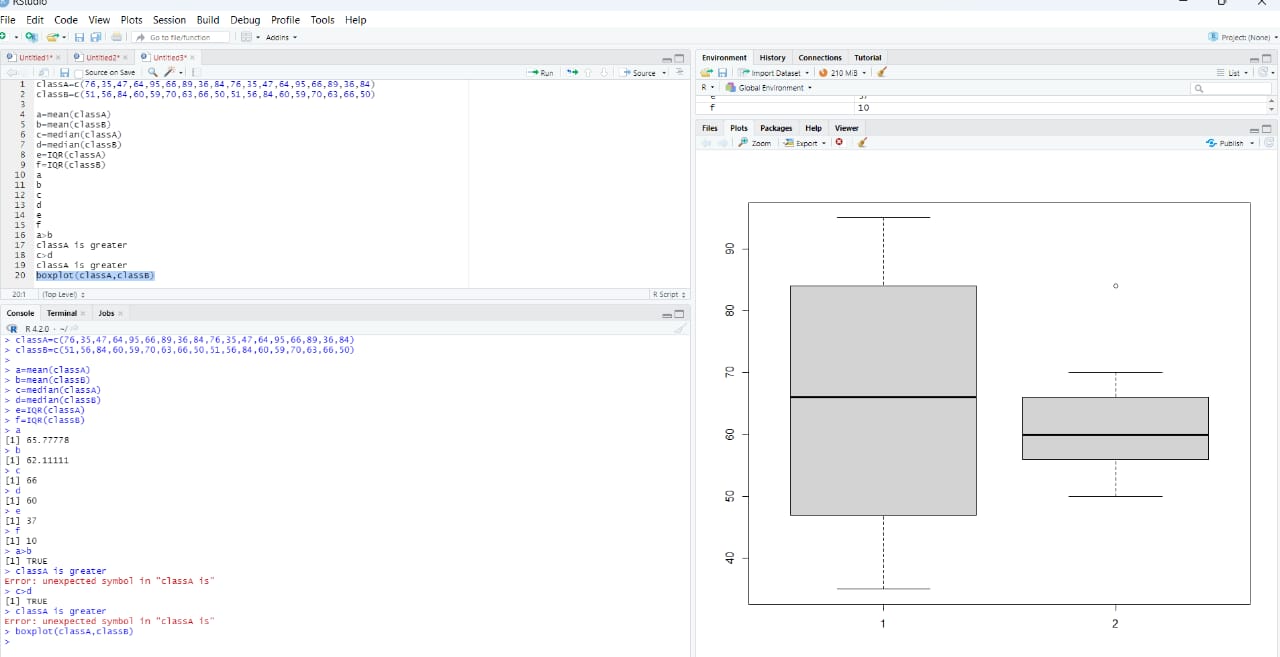 RStudio
File Edit Code View Plots Session Build Debug Profile Tools Help
Go to file/function Addins Project: (None)
Untitled1* Untitled2* Untitled3*
Source on Save Run Source
1 classA=c(76,35,47,64,95,66,89,36,84,76,35,47,64,95,66,89,36,84)
2 classB=c(51,56,84,60,59,70,63,66,50,51,56,84,60,59,70,63,66,50)
3
4 a=mean(classA)
5 b=mean(classB)
6 c=median(classA)
7 d=median(classB)
8 e=IQR(classA)
9 f=IQR(classB)
10 a
11 b
12 c
13 d
14 e
15 f
16 a>b
17 classA is greater
18 c>d
19 classA is greater
20 boxplot(classA,classB)
20:1 (Top Level) R Script
Console Terminal Jobs
R 4.2.0 · ~/
> classA=c(76,35,47,64,95,66,89,36,84,76,35,47,64,95,66,89,36,84)
> classB=c(51,56,84,60,59,70,63,66,50,51,56,84,60,59,70,63,66,50)
>
> a=mean(classA)
> b=mean(classB)
> c=median(classA)
> d=median(classB)
> e=IQR(classA)
> f=IQR(classB)
> a
[1] 65.77778
> b
[1] 62.11111
> c
[1] 66
> d
[1] 60
> e
[1] 37
> f
[1] 10
> a>b
[1] TRUE
> classA is greater
Error: unexpected symbol in "classA is"
> c>d
[1] TRUE
> classA is greater
Error: unexpected symbol in "classA is"
> boxplot(classA,classB)
>
Environment History Connections Tutorial
Import Dataset 210 MiB List
R Global Environment
f 10
Files Plots Packages Help Viewer
Zoom Export Publish
90
80
70
60
50
40
1 2